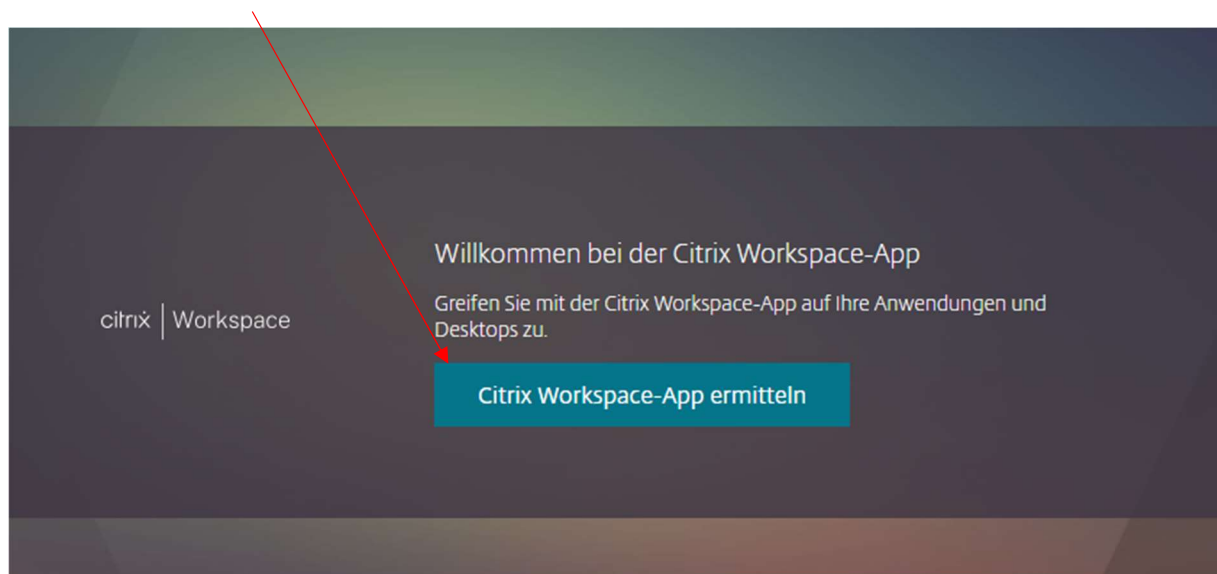 Willkommen bei der Citrix Workspace-App
Greifen Sie mit der Citrix Workspace-App auf Ihre Anwendungen und
Desktops zu.
citrix | Workspace
Citrix Workspace-App ermitteln